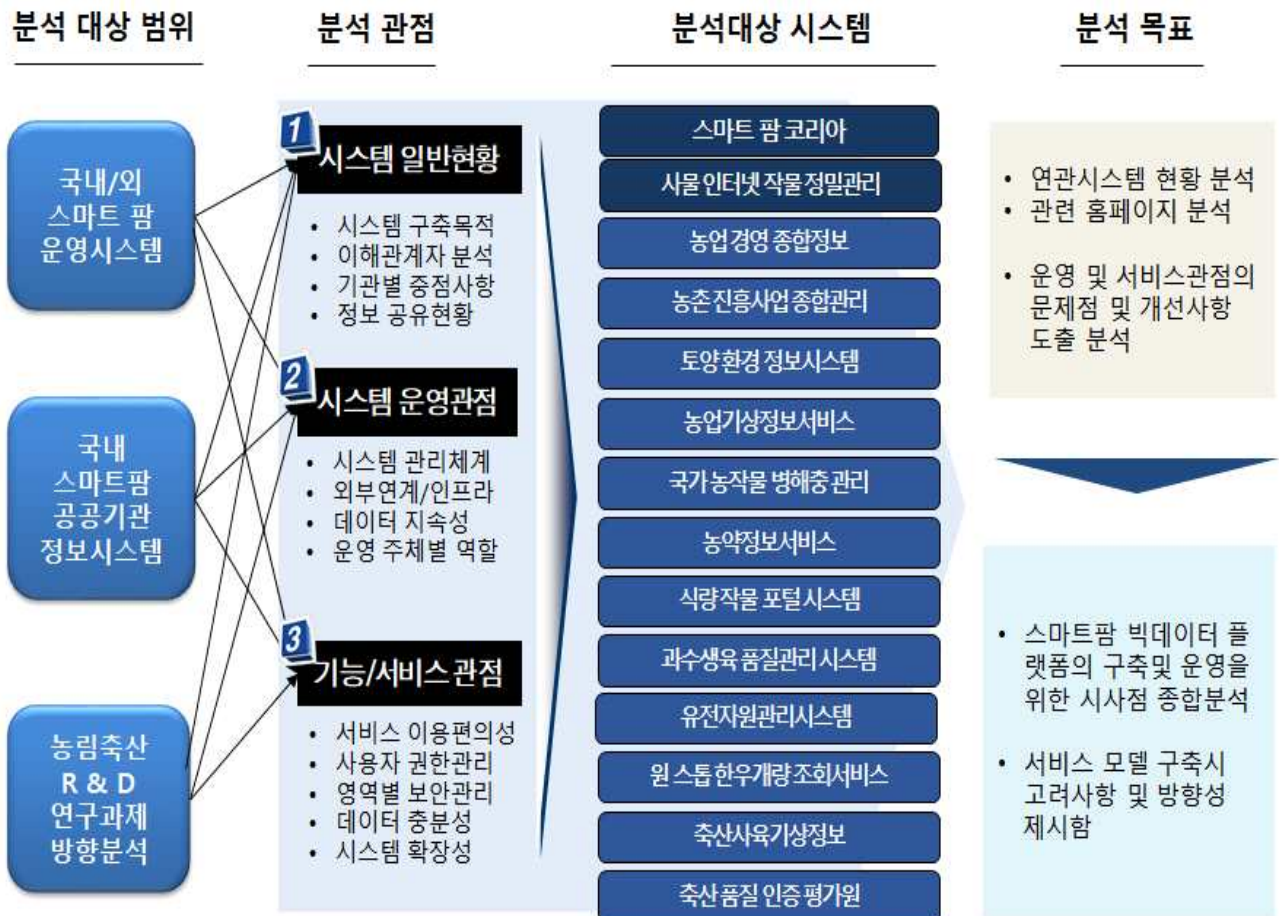 분석 대상 범위
분석 관점
분석대상 시스템
분석 목표
국내/외
스마트 팜
운영시스템
국내
스마트팜
공공기관
정보시스템
농림축산
R & D
연구과제
방향분석
1
시스템 일반현황
• 시스템 구축목적
• 이해관계자 분석
• 기관별 중점사항
• 정보 공유현황
2
시스템 운영관점
• 시스템 관리체계
• 외부연계/인프라
• 데이터 지속성
• 운영 주체별 역할
3
기능/서비스 관점
• 서비스 이용편의성
• 사용자 권한관리
• 영역별 보안관리
• 데이터 충분성
• 시스템 확장성
스마트 팜 코리아
사물 인터넷 작물 정밀관리
농업 경영 종합정보
농촌 진흥사업 종합관리
토양 환경 정보시스템
농업기상정보서비스
국가 농작물 병해충 관리
농약정보서비스
식량 작물 포털 시스템
과수생육 품질관리 시스템
유전자원관리시스템
원 스톱 한우개량 조회서비스
축산사육기상정보
축산 품질 인증 평가원
• 연관시스템 현황 분석
• 관련 홈페이지 분석
• 운영 및 서비스관점의
문제점 및 개선사항
도출 분석
• 스마트팜 빅데이터 플
랫폼의 구축및 운영을
위한 시사점 종합분석
• 서비스 모델 구축시
고려사항 및 방향성
제시함